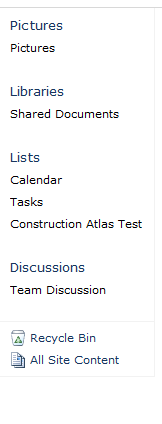 Pictures
Pictures
Libraries
Shared Documents
Lists
Calendar
Tasks
Construction Atlas Test
Discussions
Team Discussion
Recycle Bin
All Site Content